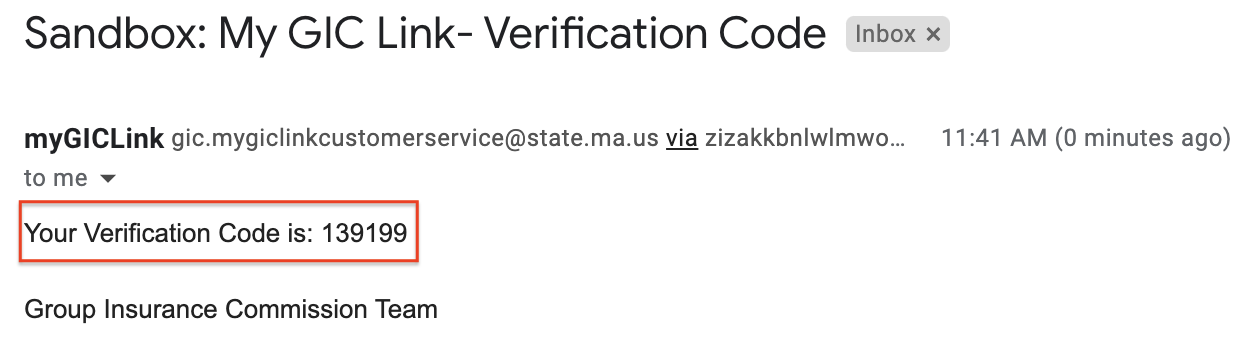 Sandbox: My GIC Link- Verification Code Inbox ×
myGICLink gic.mygiclinkcustomerservice@state.ma.us via zizakkbnlwlmwo... 11:41 AM (0 minutes ago)
to me
Your Verification Code is: 139199
Group Insurance Commission Team